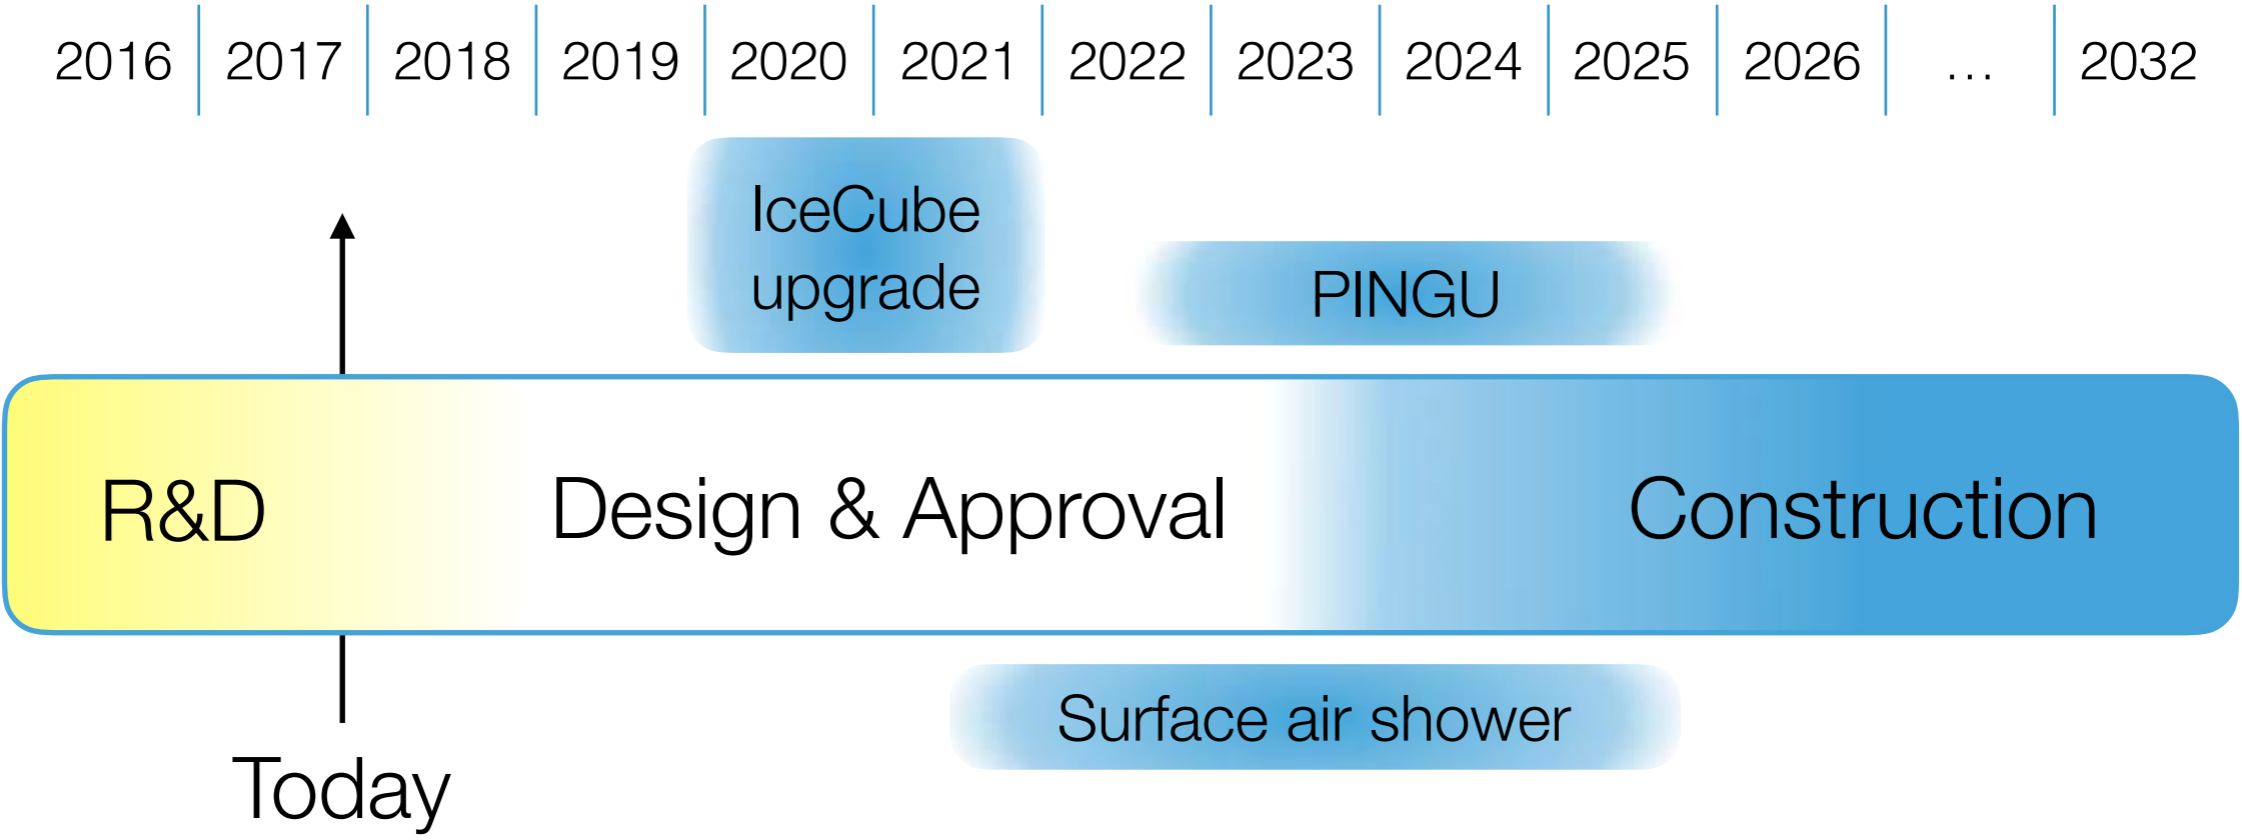 2016 2017 2018 2019 2020 2021 2022 2023 2024 2025 2026 ... 2032
IceCube
upgrade
PINGU
R&D Design & Approval Construction
Surface air shower
Today